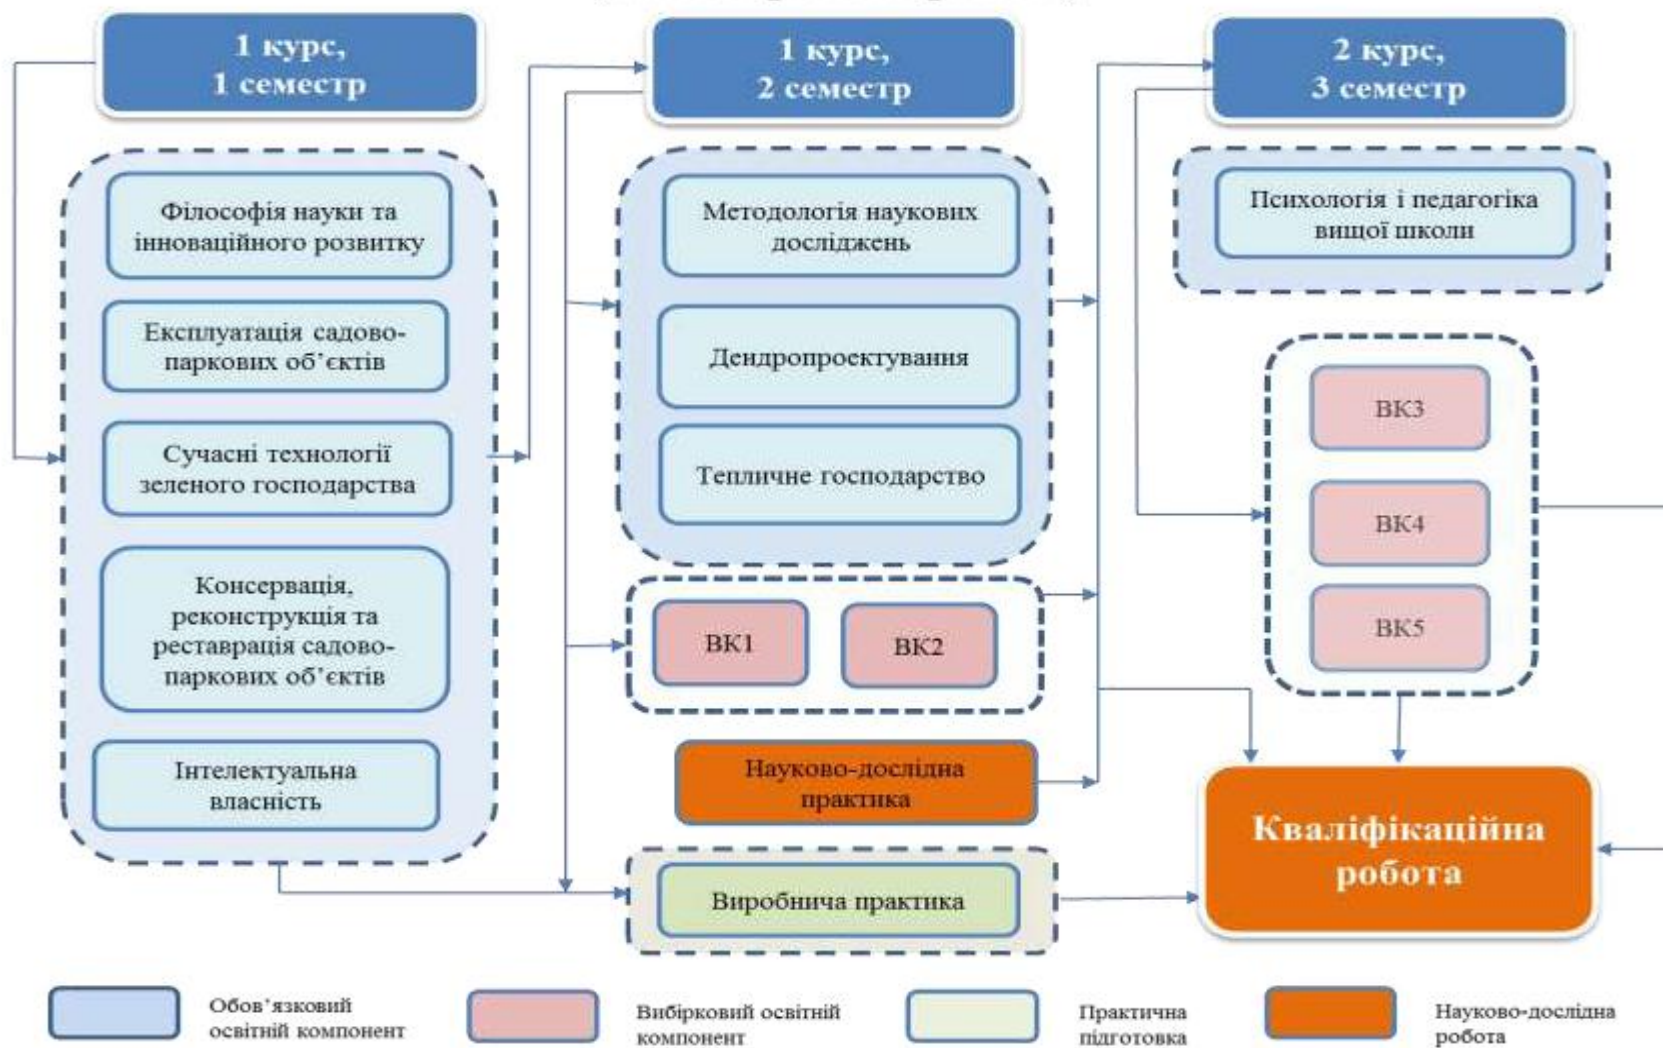 1 курс,
1 семестр
Філософія науки та
інноваційного розвитку
Експлуатація садово-
паркових об’єктів
Сучасні технології
зеленого господарства
Консервація,
реконструкція та
реставрація садово-
паркових об’єктів
Інтелектуальна
власність
1 курс,
2 семестр
Методологія наукових
досліджень
Дендропроектування
Тепличне господарство
ВК1
ВК2
Науково-дослідна
практика
Виробнича практика
2 курс,
3 семестр
Психологія і педагогіка
вищої школи
ВК3
ВК4
ВК5
Кваліфікаційна
робота
Обов’язковий
освітній компонент
Вибірковий освітній
компонент
Практична
підготовка
Науково-дослідна
робота